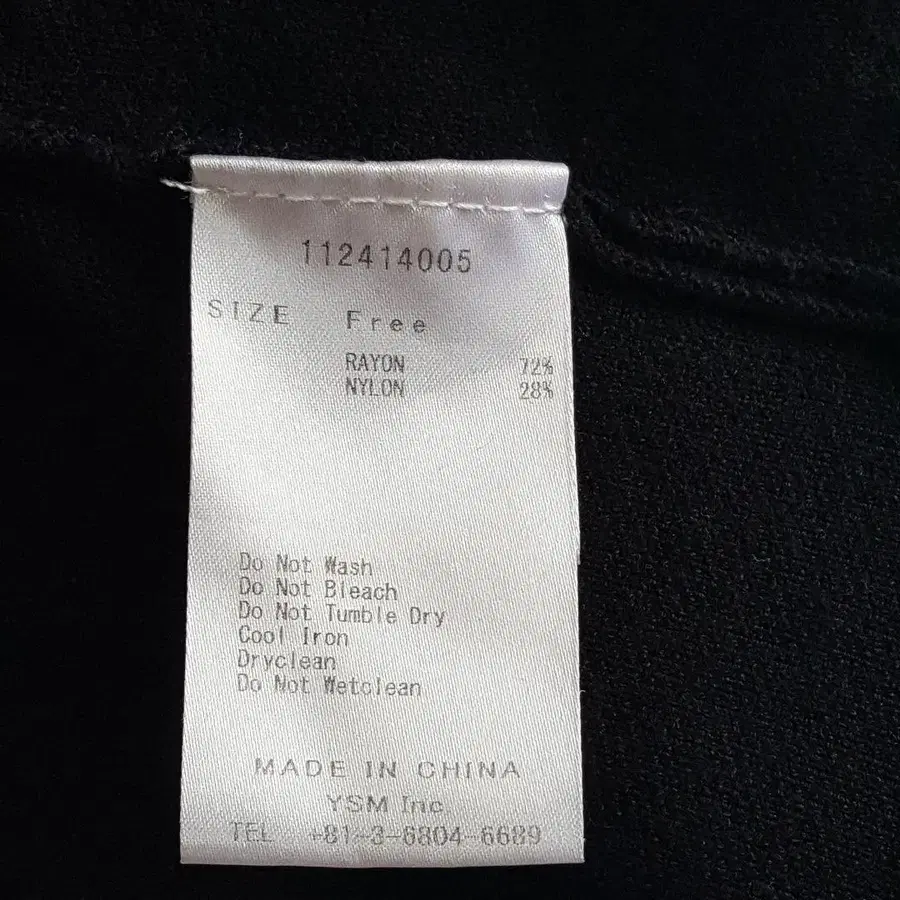 112414005
SIZE Free
RAYON 72%
NYLON 28%
Do Not Wash
Do Not Bleach
Do Not Tumble Dry
Cool Iron
Dryclean
Do Not Wetclean
MADE IN CHINA
YSM Inc.
TEL +81-3-6804-6689